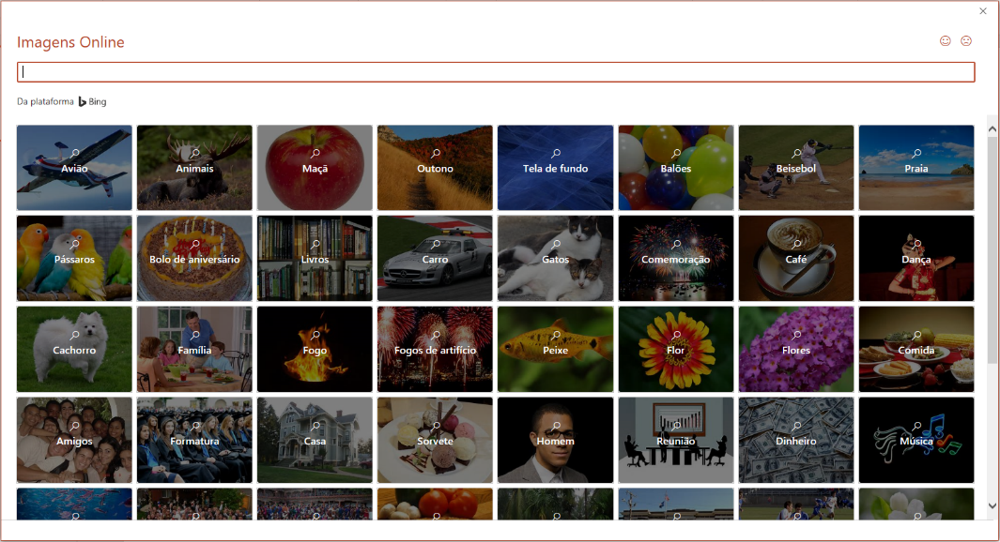 Imagens Online
Da plataforma Bing
Avião Animais Maçã Outono Tela de fundo Balões Beisebol Praia
Pássaros Bolo de aniversário Livros Carro Gatos Comemoração Café Dança
Cachorro Família Fogo Fogos de artifício Peixe Flor Flores Comida
Amigos Formatura Casa Sorvete Homem Reunião Dinheiro Música